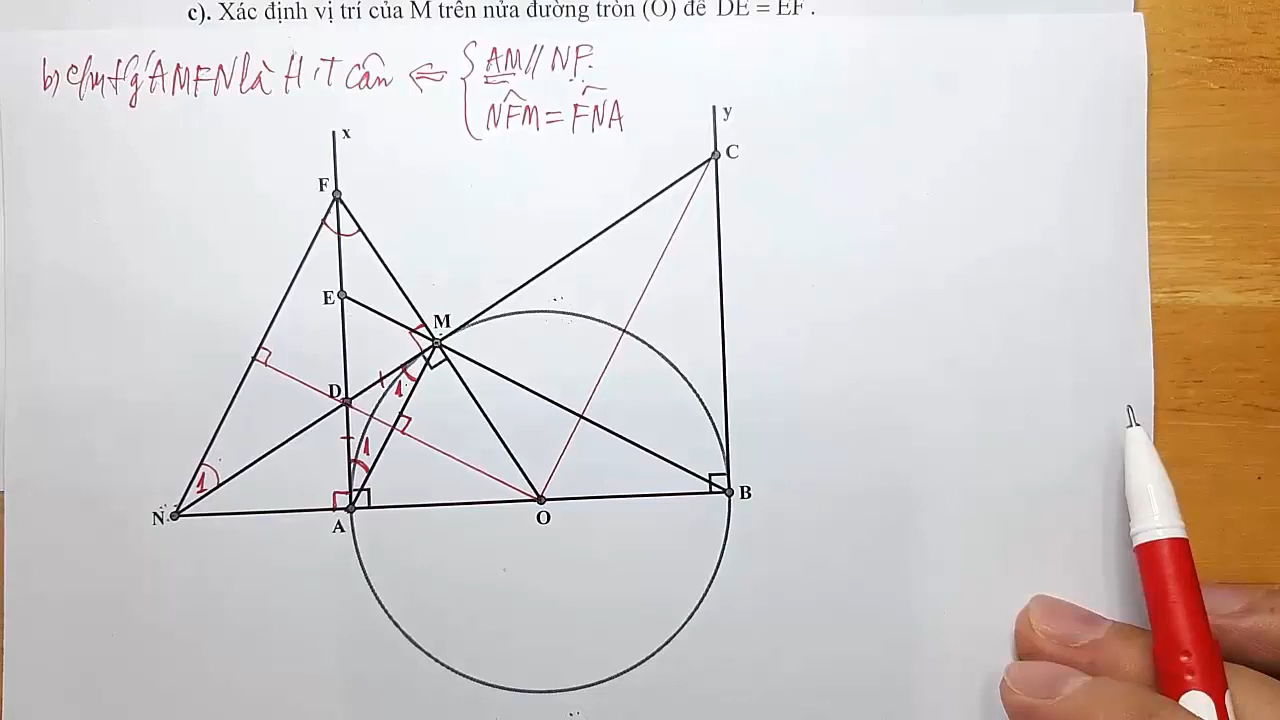 c). Xác định vị trí của M trên nửa đường tròn (O) để DE = EF .
b) chứng tứ giác AMFN là H.T Cân ⇐ { AM // NF.
NFM = FNA
x
y
C
F
E
M
D
1
1
1
N
A
O
B